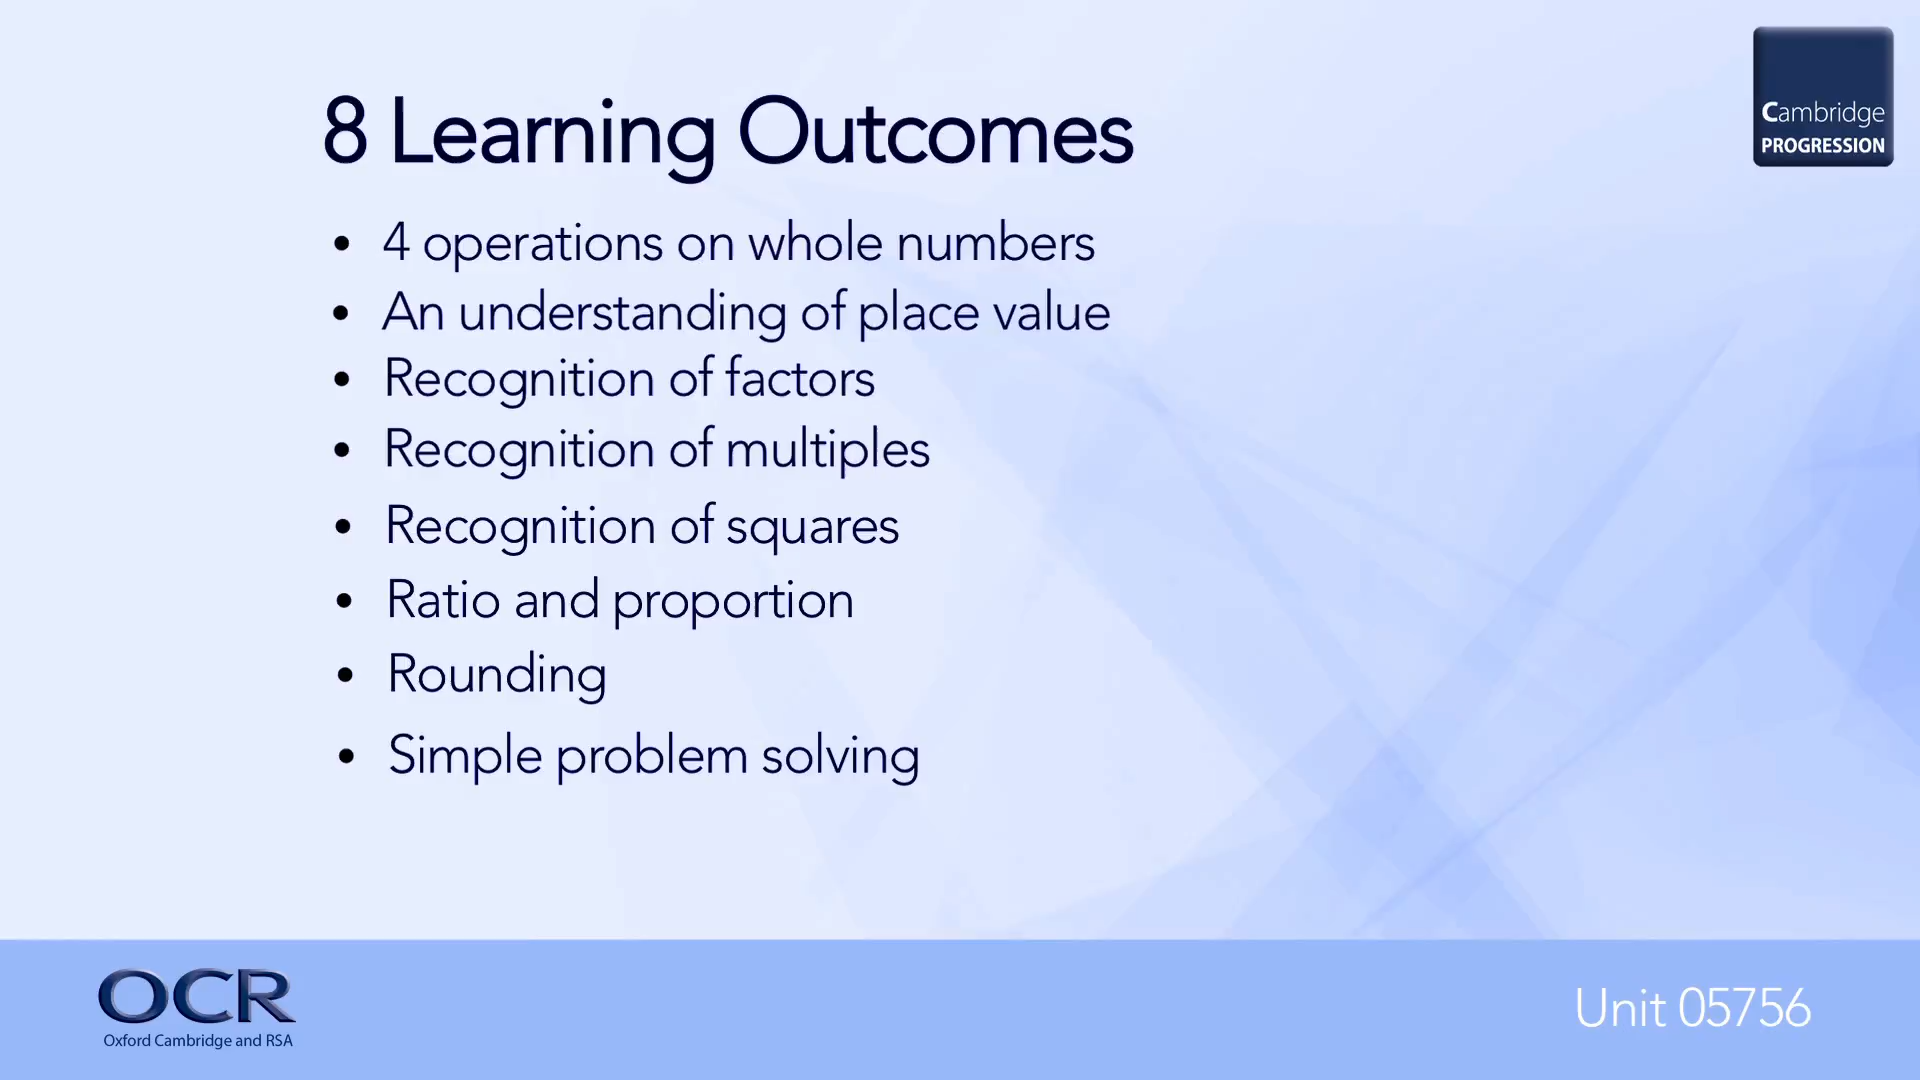 8 Learning Outcomes
Cambridge
PROGRESSION
• 4 operations on whole numbers
• An understanding of place value
• Recognition of factors
• Recognition of multiples
• Recognition of squares
• Ratio and proportion
• Rounding
• Simple problem solving
OCR
Oxford Cambridge and RSA
Unit 05756